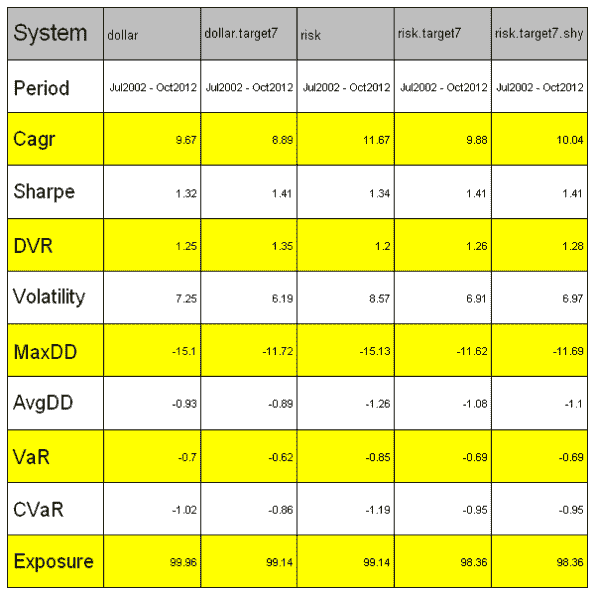 System dollar dollar.target7 risk risk.target7 risk.target7.shy
Period Jul2002 - Oct2012 Jul2002 - Oct2012 Jul2002 - Oct2012 Jul2002 - Oct2012 Jul2002 - Oct2012
Cagr 9.67 8.89 11.67 9.88 10.04
Sharpe 1.32 1.41 1.34 1.41 1.41
DVR 1.25 1.35 1.2 1.26 1.28
Volatility 7.25 6.19 8.57 6.91 6.97
MaxDD -15.1 -11.72 -15.13 -11.62 -11.69
AvgDD -0.93 -0.89 -1.26 -1.08 -1.1
VaR -0.7 -0.62 -0.85 -0.69 -0.69
CVaR -1.02 -0.86 -1.19 -0.95 -0.95
Exposure 99.96 99.14 99.14 98.36 98.36